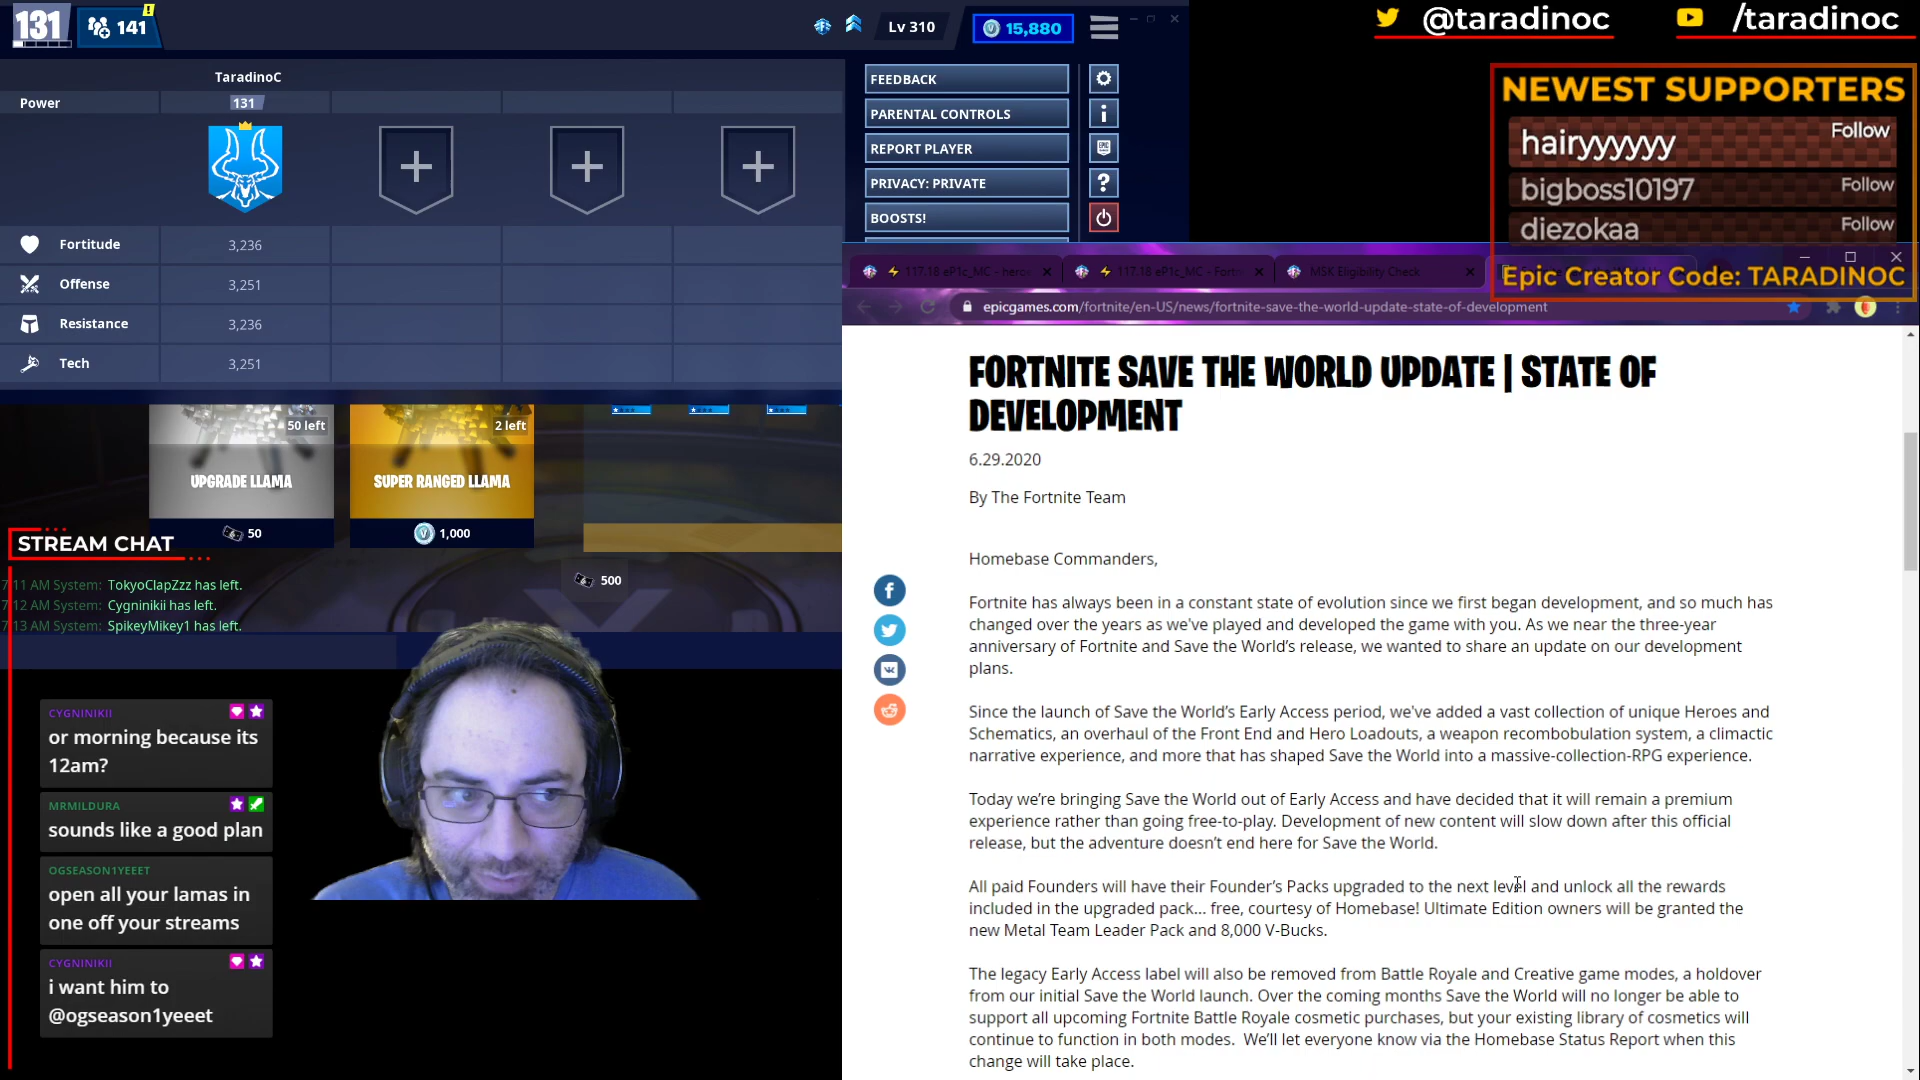 131
141
Lv 310
15,880
@taradinoc
/taradinoc
TaradinoC
Power
131
Fortitude
3,236
Offense
3,251
Resistance
3,236
Tech
3,251
FEEDBACK
PARENTAL CONTROLS
REPORT PLAYER
PRIVACY: PRIVATE
BOOSTS!
NEWEST SUPPORTERS
hairyyyyyy Follow
bigboss10197 Follow
diezokaa Follow
Epic Creator Code: TARADINOC
117.18 eP1c_MC - hero
117.18 eP1c_MC - Fortn
MSK Eligibility Check
epicgames.com/fortnite/en-US/news/fortnite-save-the-world-update-state-of-development
50 left
UPGRADE LLAMA
50
2 left
SUPER RANGED LLAMA
1,000
500
STREAM CHAT
7:11 AM System: TokyoClapZzz has left.
7:12 AM System: Cygninikii has left.
7:13 AM System: SpikeyMikey1 has left.
CYGNINIKII
or morning because its
12am?
MRMILDURA
sounds like a good plan
OGSEASON1YEEET
open all your lamas in
one off your streams
CYGNINIKII
i want him to
@ogseason1yeeet
FORTNITE SAVE THE WORLD UPDATE | STATE OF
DEVELOPMENT
6.29.2020
By The Fortnite Team
Homebase Commanders,
Fortnite has always been in a constant state of evolution since we first began development, and so much has
changed over the years as we've played and developed the game with you. As we near the three-year
anniversary of Fortnite and Save the World's release, we wanted to share an update on our development
plans.
Since the launch of Save the World's Early Access period, we've added a vast collection of unique Heroes and
Schematics, an overhaul of the Front End and Hero Loadouts, a weapon recombobulation system, a climactic
narrative experience, and more that has shaped Save the World into a massive-collection-RPG experience.
Today we're bringing Save the World out of Early Access and have decided that it will remain a premium
experience rather than going free-to-play. Development of new content will slow down after this official
release, but the adventure doesn't end here for Save the World.
All paid Founders will have their Founder's Packs upgraded to the next level and unlock all the rewards
included in the upgraded pack... free, courtesy of Homebase! Ultimate Edition owners will be granted the
new Metal Team Leader Pack and 8,000 V-Bucks.
The legacy Early Access label will also be removed from Battle Royale and Creative game modes, a holdover
from our initial Save the World launch. Over the coming months Save the World will no longer be able to
support all upcoming Fortnite Battle Royale cosmetic purchases, but your existing library of cosmetics will
continue to function in both modes. We'll let everyone know via the Homebase Status Report when this
change will take place.